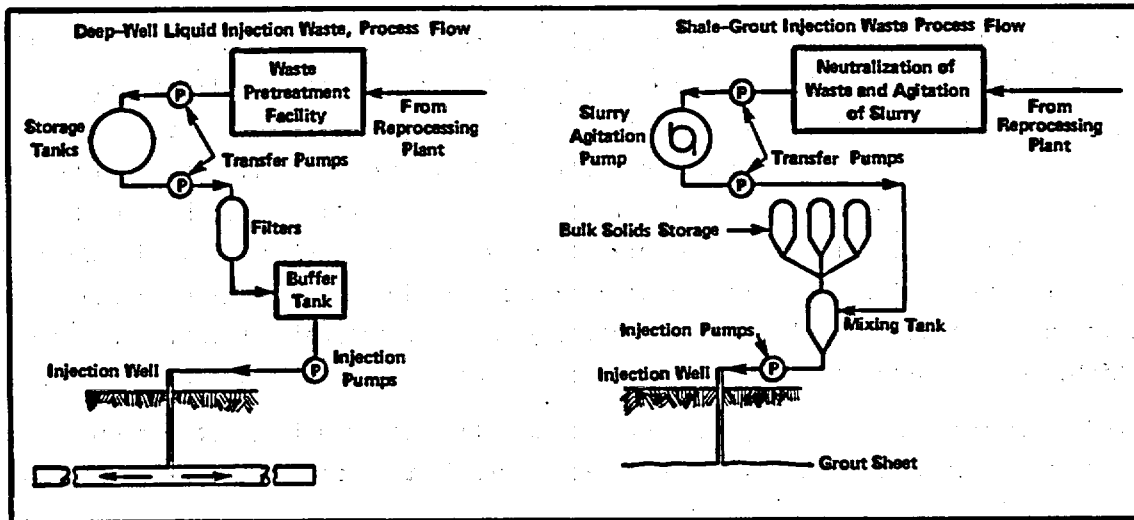 Deep-Well Liquid Injection Waste, Process Flow
Waste
Pretreatment
Facility
P
From
Reprocessing
Plant
Storage
Tanks
Transfer Pumps
P
Filters
Buffer
Tank
Injection Well
P
Injection
Pumps
Shale-Grout Injection Waste Process Flow
Neutralization of
Waste and Agitation
of Slurry
P
From
Reprocessing
Plant
Slurry
Agitation
Pump
Transfer Pumps
P
Bulk Solids Storage
Mixing Tank
Injection Pumps
P
Injection Well
Grout Sheet